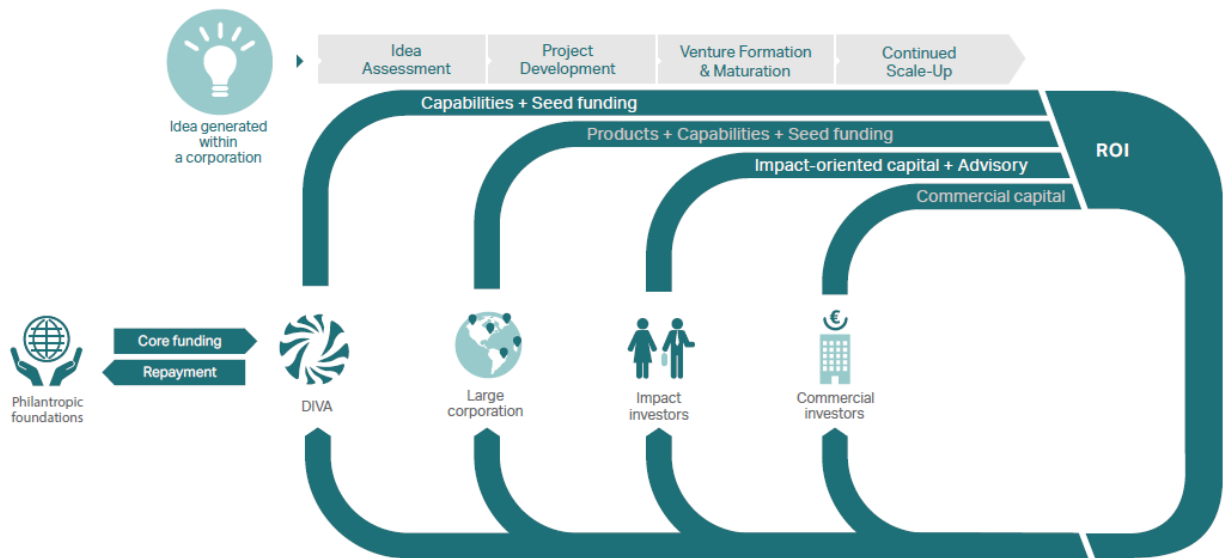 Idea
Assessment
Project
Development
Venture Formation
& Maturation
Continued
Scale-Up
Idea generated
within
a corporation
Capabilities + Seed funding
Products + Capabilities + Seed funding
Impact-oriented capital + Advisory
Commercial capital
ROI
Core funding
Repayment
€
Philantropic
foundations
DIVA
Large
corporation
Impact
investors
Commercial
investors